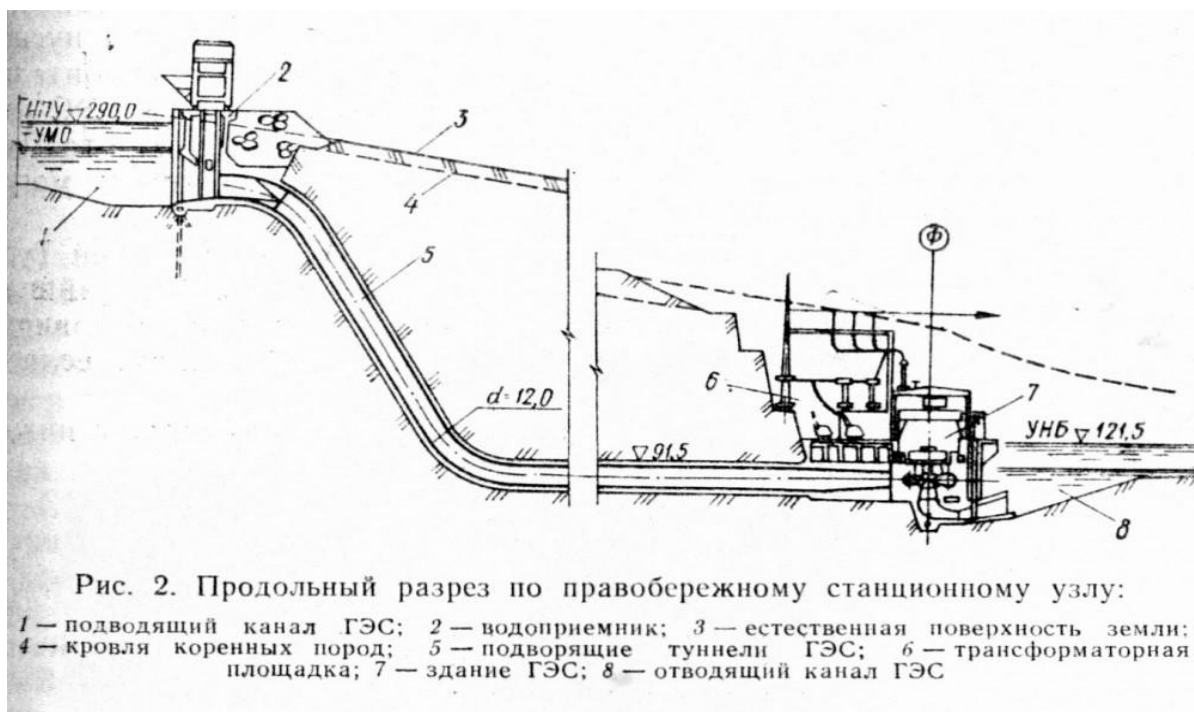 НПУ ▽290,0
УМО
2
3
4
1
5
d=12,0
Ф
6
7
▽91,5
УНБ ▽121,5
8
Рис. 2. Продольный разрез по правобережному станционному узлу:
1 — подводящий канал ГЭС; 2 — водоприемник; 3 — естественная поверхность земли;
4 — кровля коренных пород; 5 — подворящие туннели ГЭС; 6 — трансформаторная
площадка; 7 — здание ГЭС; 8 — отводящий канал ГЭС